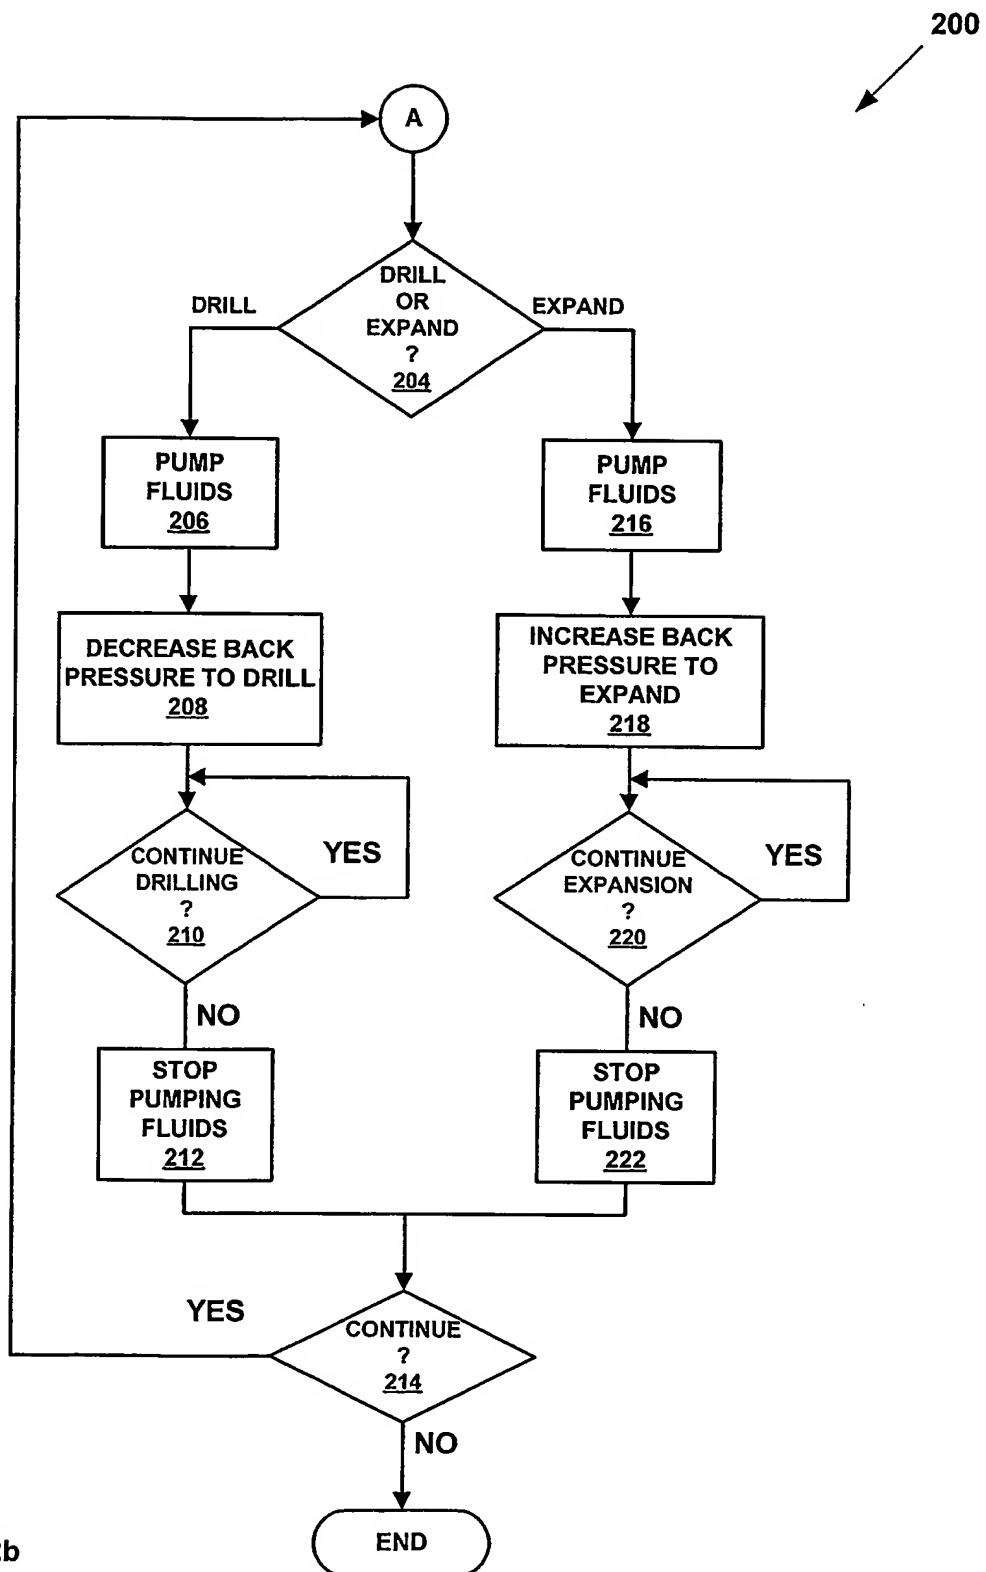 200
A
DRILL
OR
EXPAND
?
204
DRILL
EXPAND
PUMP
FLUIDS
206
PUMP
FLUIDS
216
DECREASE BACK
PRESSURE TO DRILL
208
INCREASE BACK
PRESSURE TO
EXPAND
218
CONTINUE
DRILLING
?
210
YES
CONTINUE
EXPANSION
?
220
YES
NO
NO
STOP
PUMPING
FLUIDS
212
STOP
PUMPING
FLUIDS
222
YES
CONTINUE
?
214
NO
END